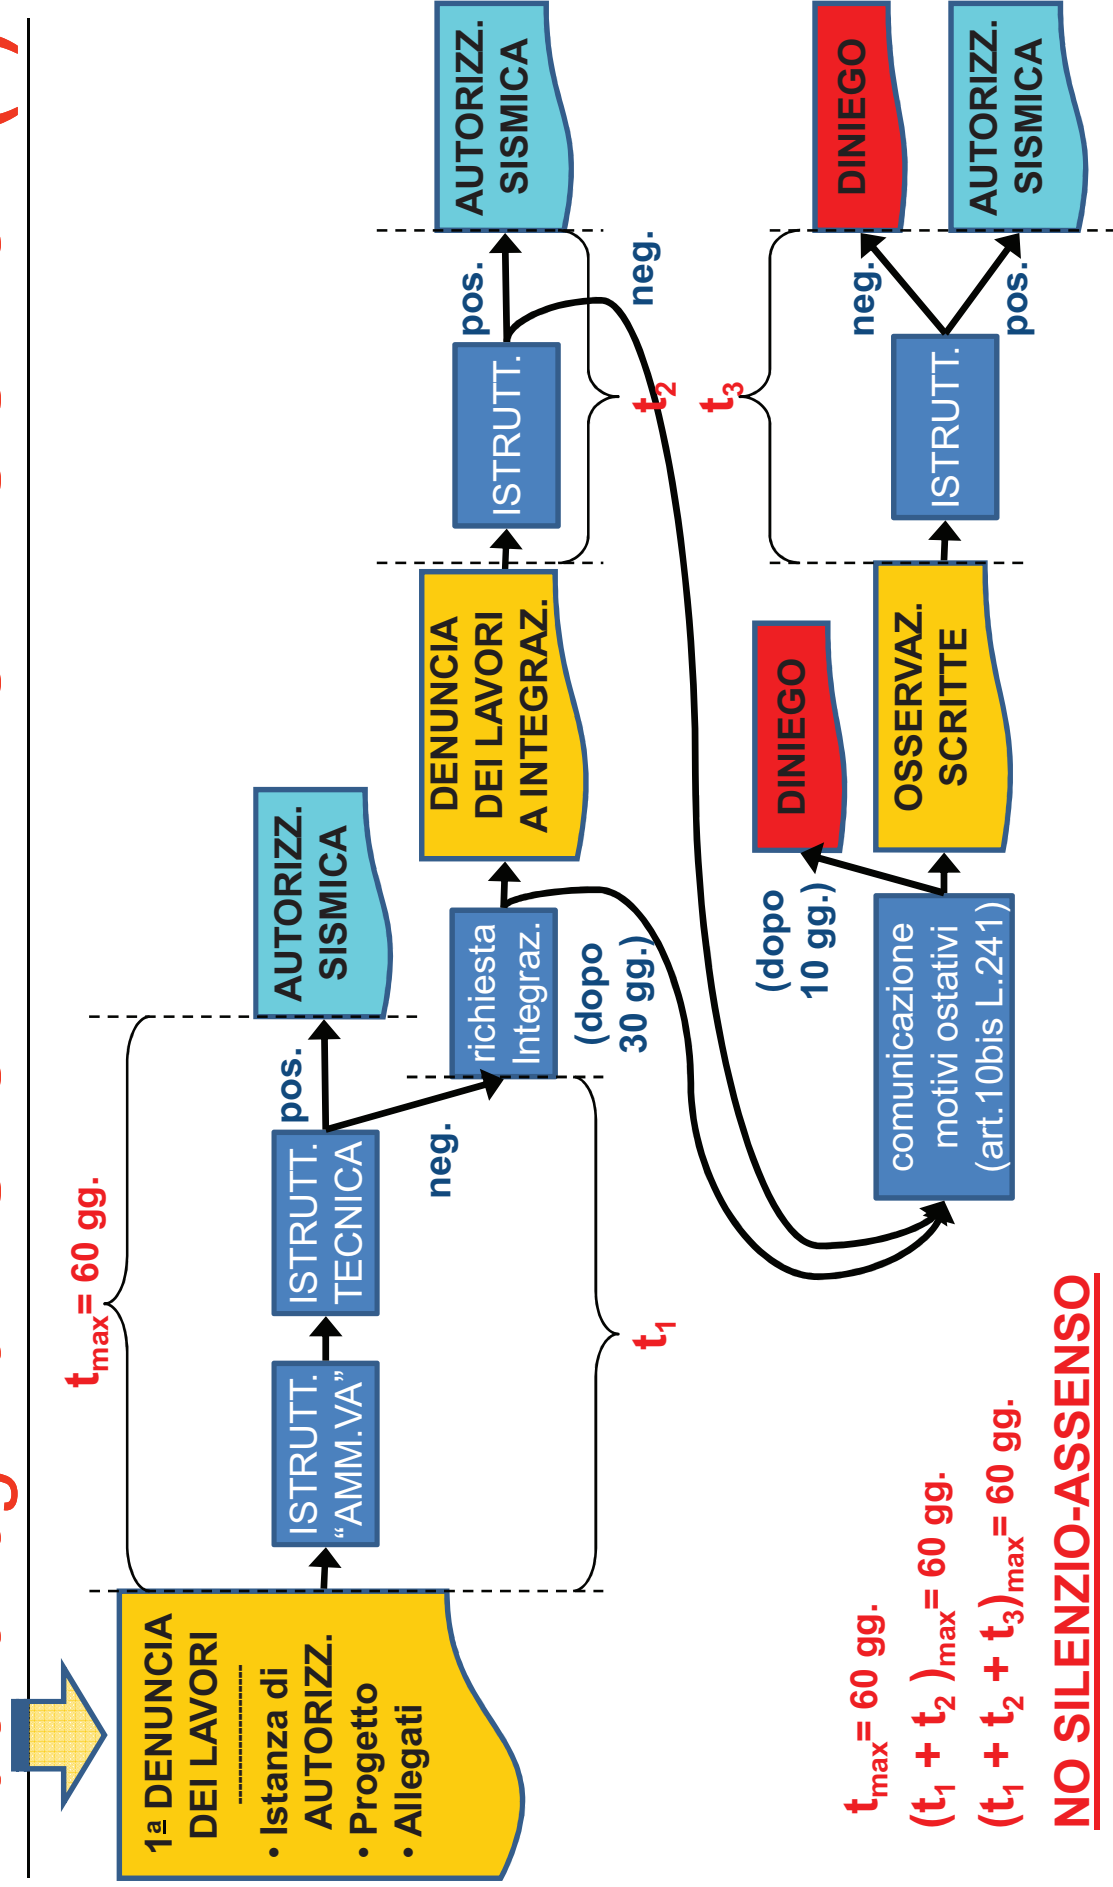 t max = 60 gg.
1ª DENUNCIA
DEI LAVORI
----------------------
• Istanza di
AUTORIZZ.
• Progetto
• Allegati
ISTRUTT.
“AMM.VA”
ISTRUTT.
TECNICA
pos.
neg.
AUTORIZZ.
SISMICA
t1
richiesta
Integraz.
(dopo
30 gg.)
DENUNCIA
DEI LAVORI
A INTEGRAZ.
ISTRUTT.
pos.
neg.
AUTORIZZ.
SISMICA
t2
comunicazione
motivi ostativi
(art.10bis L.241)
(dopo
10 gg.)
DINIEGO
OSSERVAZ.
SCRITTE
t3
ISTRUTT.
neg.
pos.
DINIEGO
AUTORIZZ.
SISMICA
tmax= 60 gg.
(t1 + t2 )max= 60 gg.
(t1 + t2 + t3)max= 60 gg.
NO SILENZIO-ASSENSO